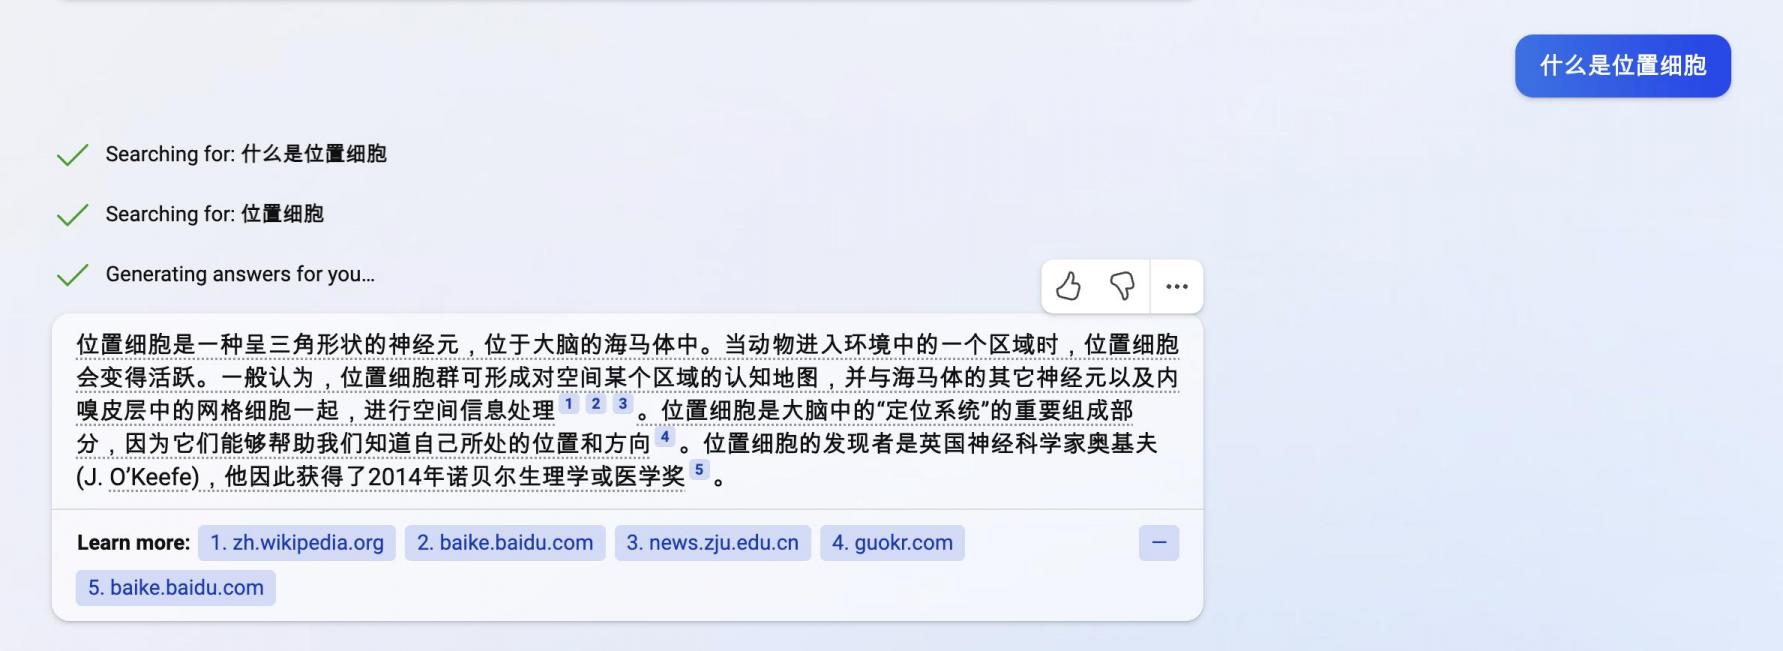 什么是位置细胞
Searching for: 什么是位置细胞
Searching for: 位置细胞
Generating answers for you...
位置细胞是一种呈三角形状的神经元，位于大脑的海马体中。当动物进入环境中的一个区域时，位置细胞
会变得活跃。一般认为，位置细胞群可形成对空间某个区域的认知地图，并与海马体的其它神经元以及内
嗅皮层中的网格细胞一起，进行空间信息处理 1 2 3 。位置细胞是大脑中的“定位系统”的重要组成部
分，因为它们能够帮助我们知道自己所处的位置和方向 4 。位置细胞的发现者是英国神经科学家奥基夫
(J. O’Keefe)，他因此获得了2014年诺贝尔生理学或医学奖 5 。
Learn more: 1. zh.wikipedia.org 2. baike.baidu.com 3. news.zju.edu.cn 4. guokr.com
5. baike.baidu.com